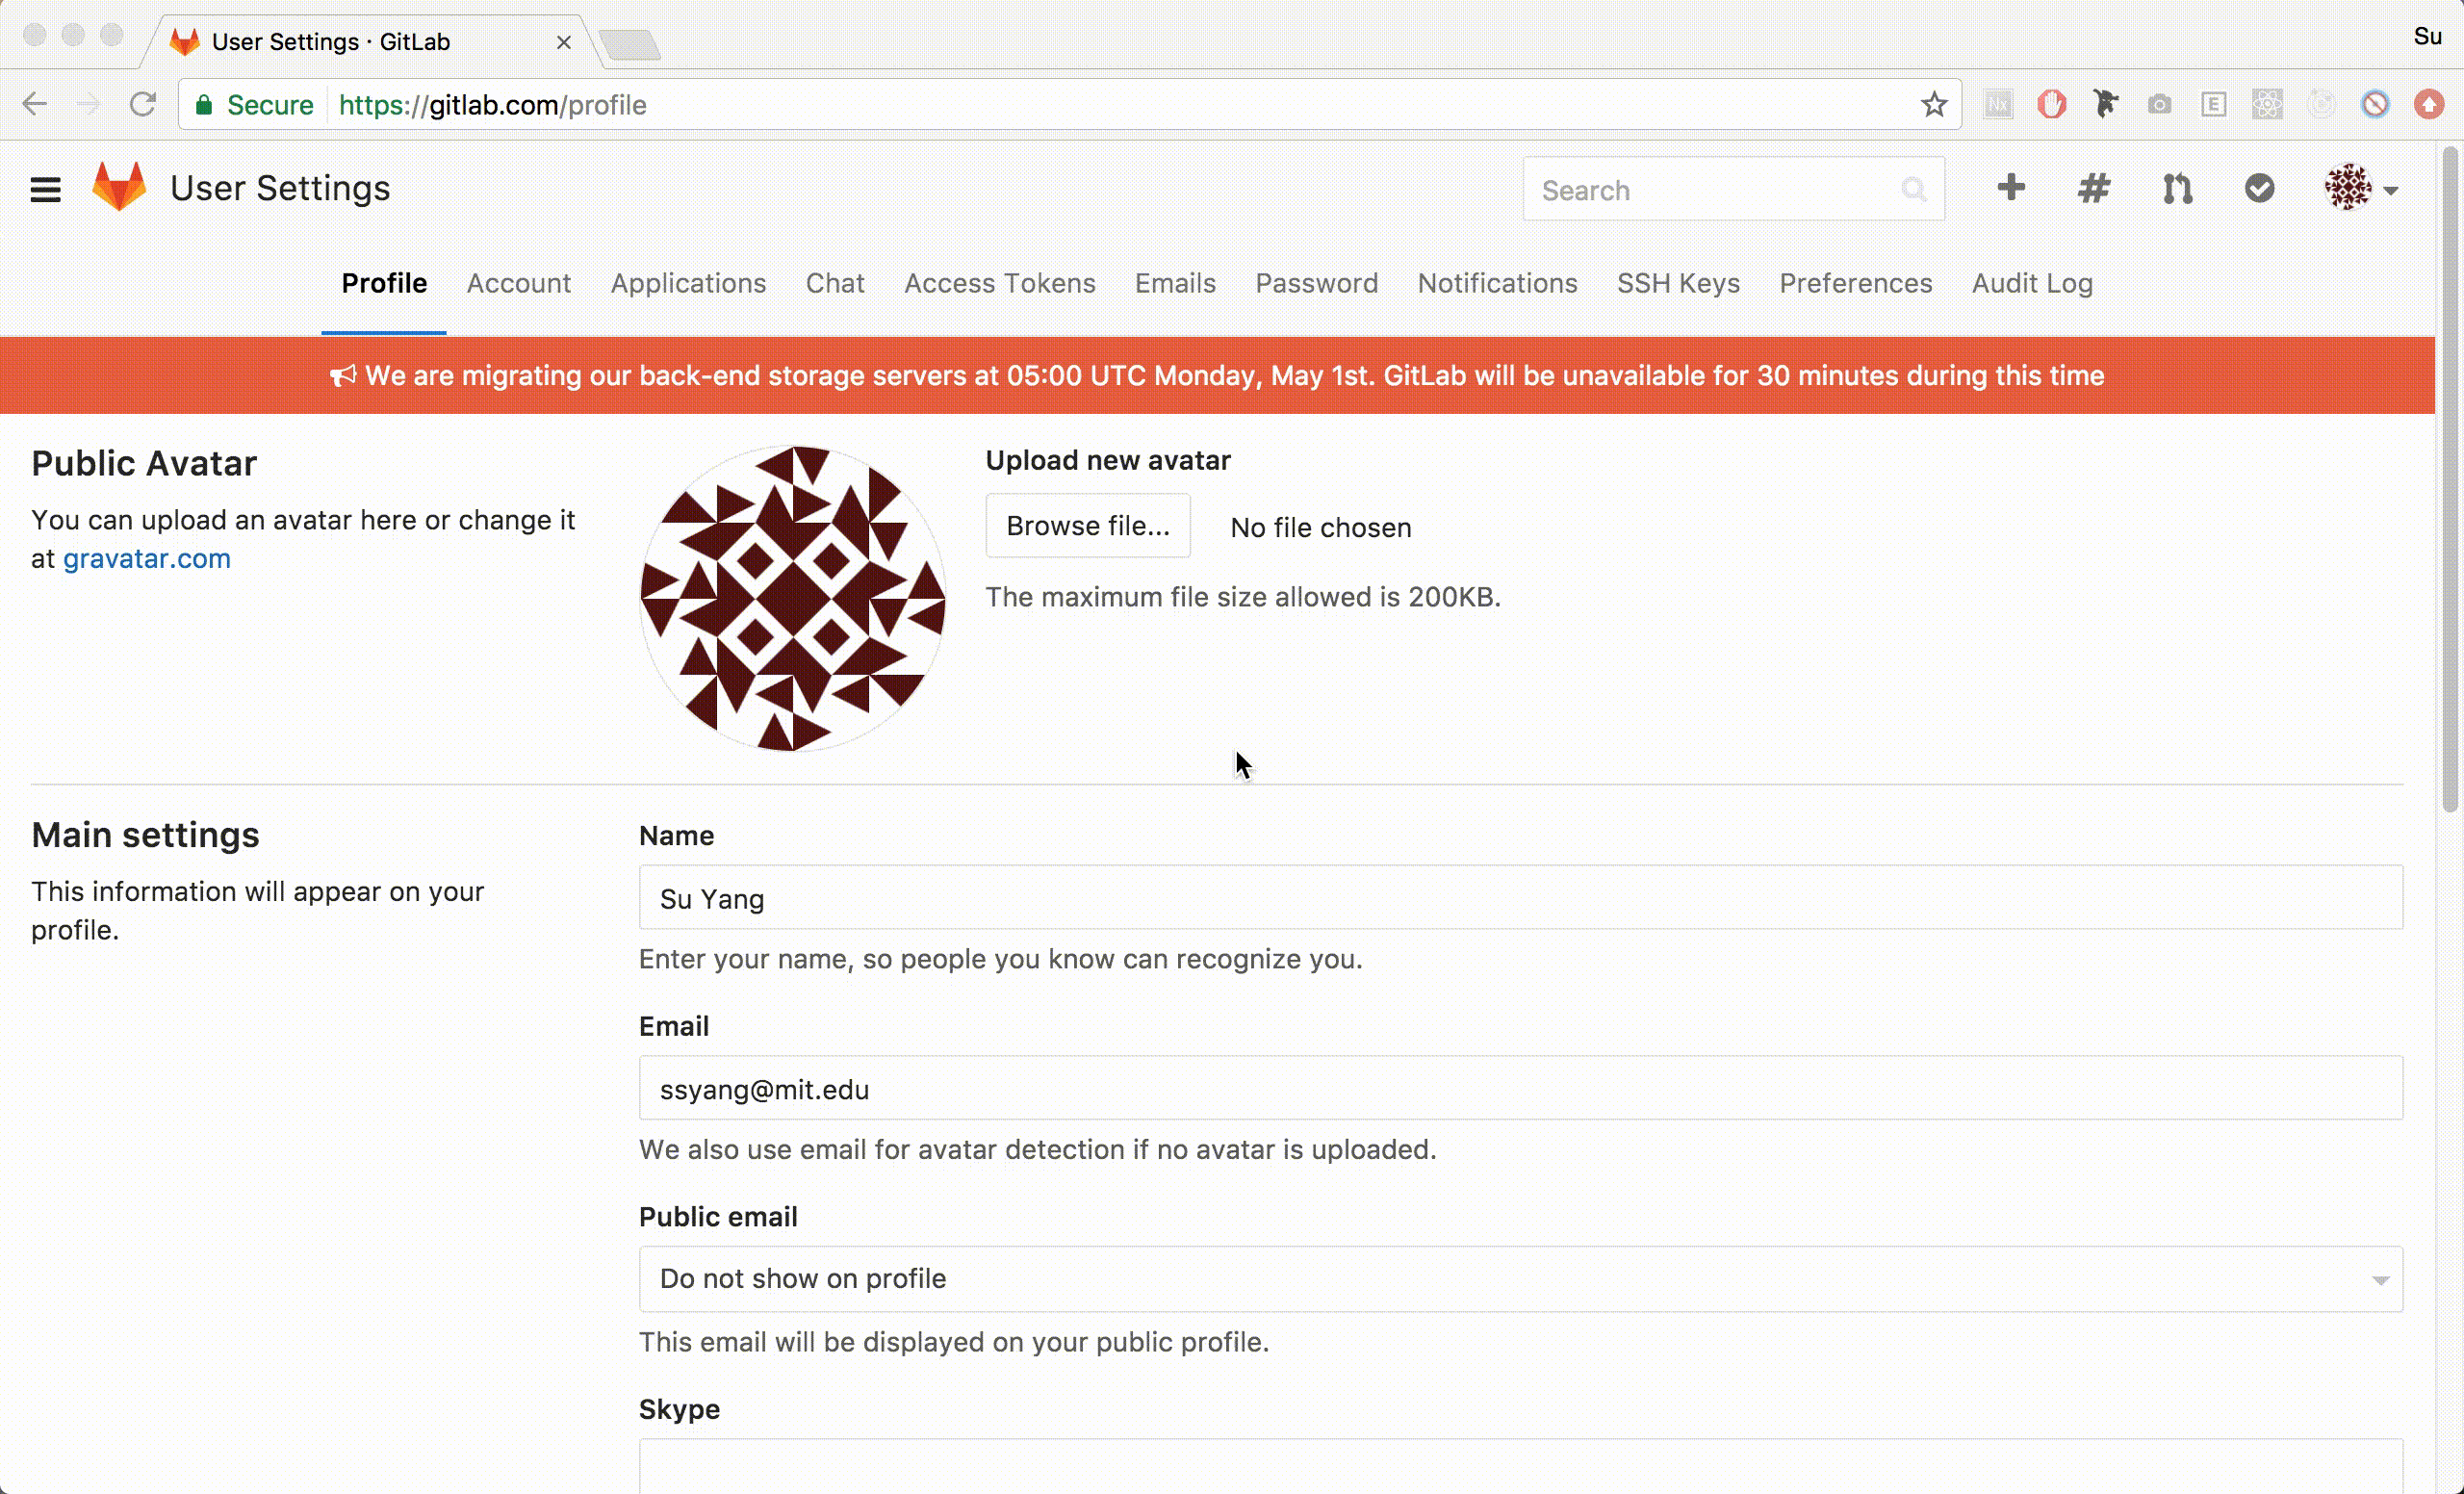 User Settings · GitLab
Su
Secure https://gitlab.com/profile
User Settings
Search
Profile Account Applications Chat Access Tokens Emails Password Notifications SSH Keys Preferences Audit Log
We are migrating our back-end storage servers at 05:00 UTC Monday, May 1st. GitLab will be unavailable for 30 minutes during this time
Public Avatar
You can upload an avatar here or change it
at gravatar.com
Upload new avatar
Browse file... No file chosen
The maximum file size allowed is 200KB.
Main settings
This information will appear on your
profile.
Name
Su Yang
Enter your name, so people you know can recognize you.
Email
ssyang@mit.edu
We also use email for avatar detection if no avatar is uploaded.
Public email
Do not show on profile
This email will be displayed on your public profile.
Skype